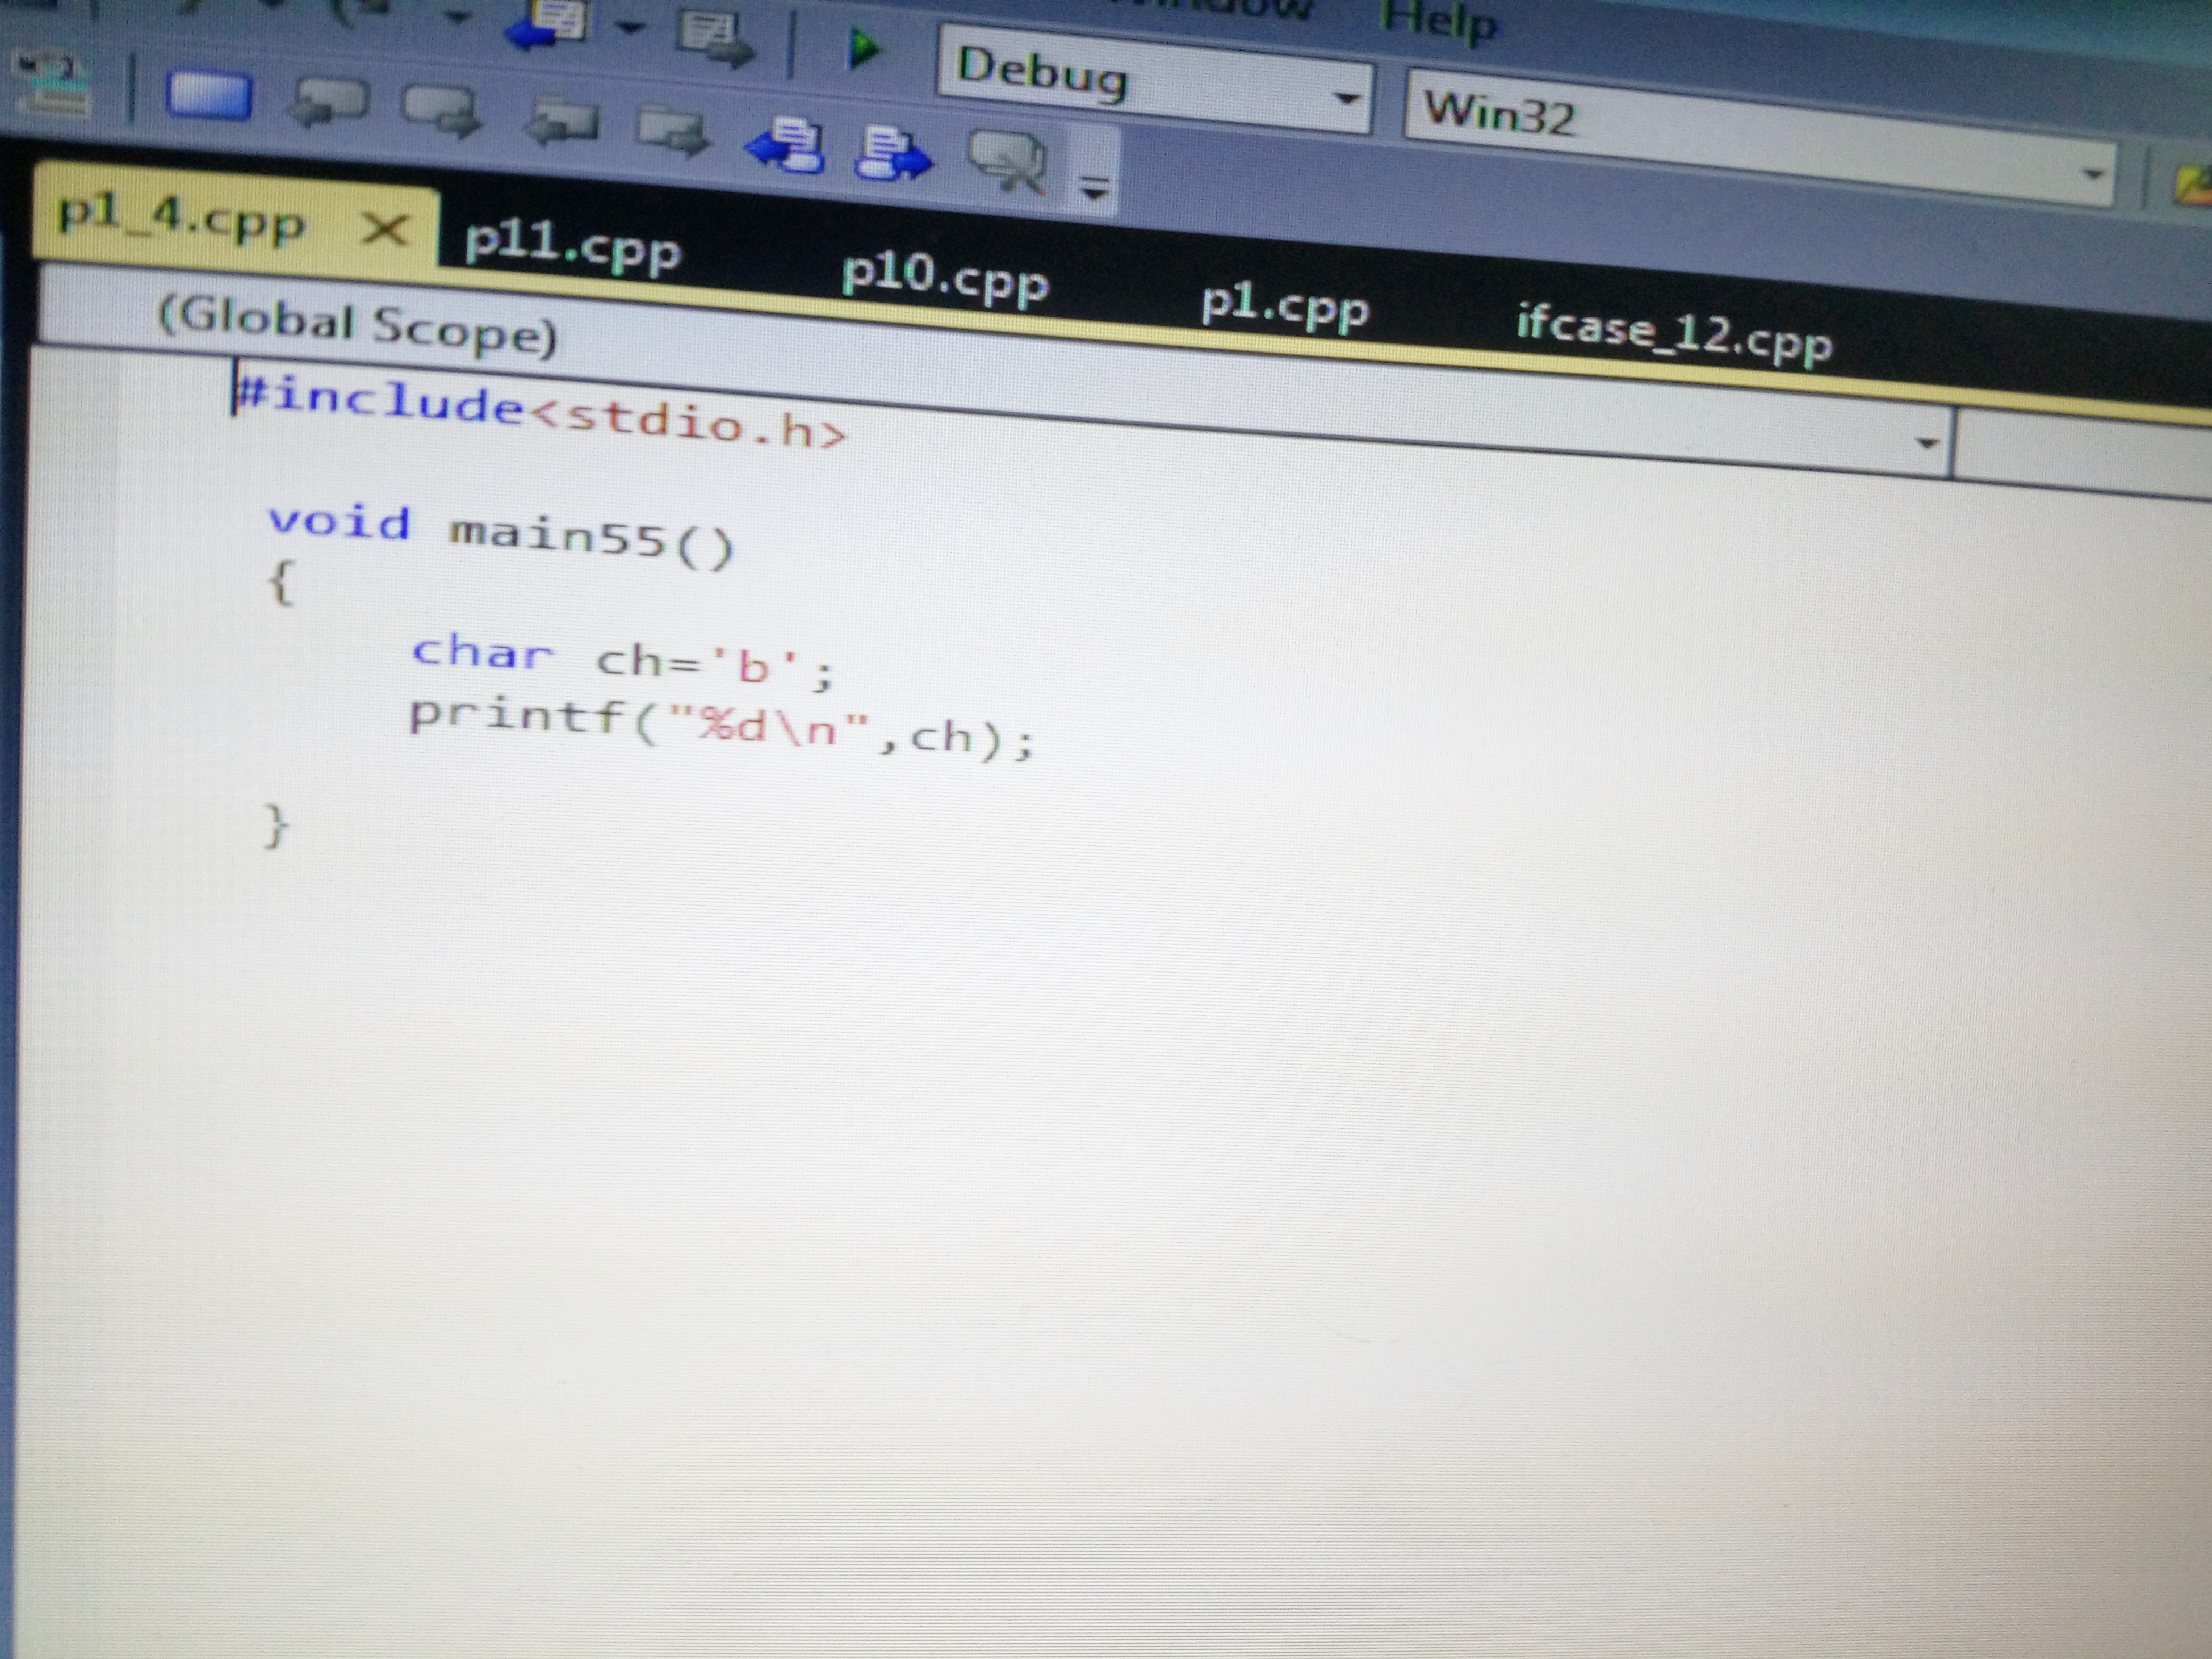 Help
Debug
Win32
p1_4.cpp
p11.cpp
p10.cpp
p1.cpp
ifcase_12.cpp
(Global Scope)
#include<stdio.h>
void main55()
{
char ch='b';
printf("%d\n",ch);
}